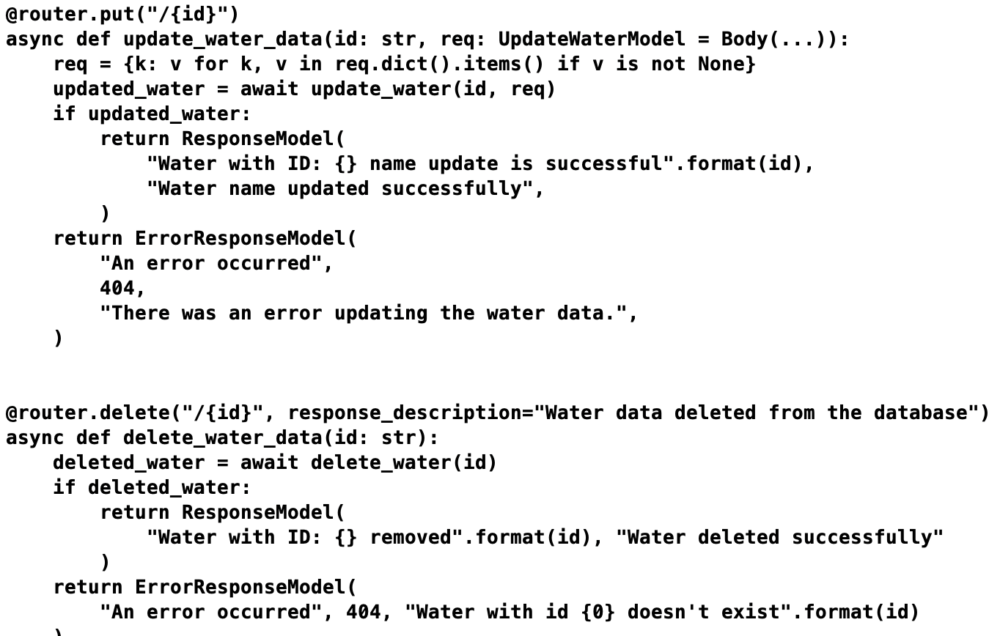 @router.put("/{id}")
async def update_water_data(id: str, req: UpdateWaterModel = Body(...)):
    req = {k: v for k, v in req.dict().items() if v is not None}
    updated_water = await update_water(id, req)
    if updated_water:
        return ResponseModel(
            "Water with ID: {} name update is successful".format(id),
            "Water name updated successfully",
        )
    return ErrorResponseModel(
        "An error occurred",
        404,
        "There was an error updating the water data.",
    )
@router.delete("/{id}", response_description="Water data deleted from the database")
async def delete_water_data(id: str):
    deleted_water = await delete_water(id)
    if deleted_water:
        return ResponseModel(
            "Water with ID: {} removed".format(id), "Water deleted successfully"
        )
    return ErrorResponseModel(
        "An error occurred", 404, "Water with id {0} doesn't exist".format(id)
    )